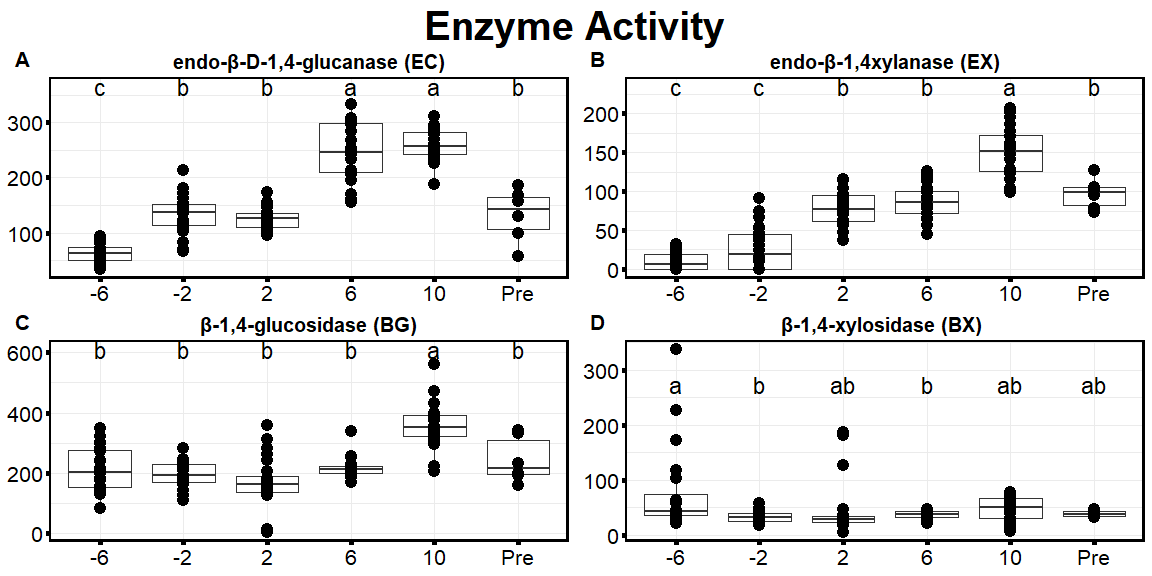 Enzyme Activity
A
endo-β-D-1,4-glucanase (EC)
c b b a a b
300
200
100
-6 -2 2 6 10 Pre
B
endo-β-1,4xylanase (EX)
c c b b a b
200
150
100
50
0
-6 -2 2 6 10 Pre
C
β-1,4-glucosidase (BG)
b b b b a b
600
400
200
0
-6 -2 2 6 10 Pre
D
β-1,4-xylosidase (BX)
a b ab b ab ab
300
200
100
0
-6 -2 2 6 10 Pre